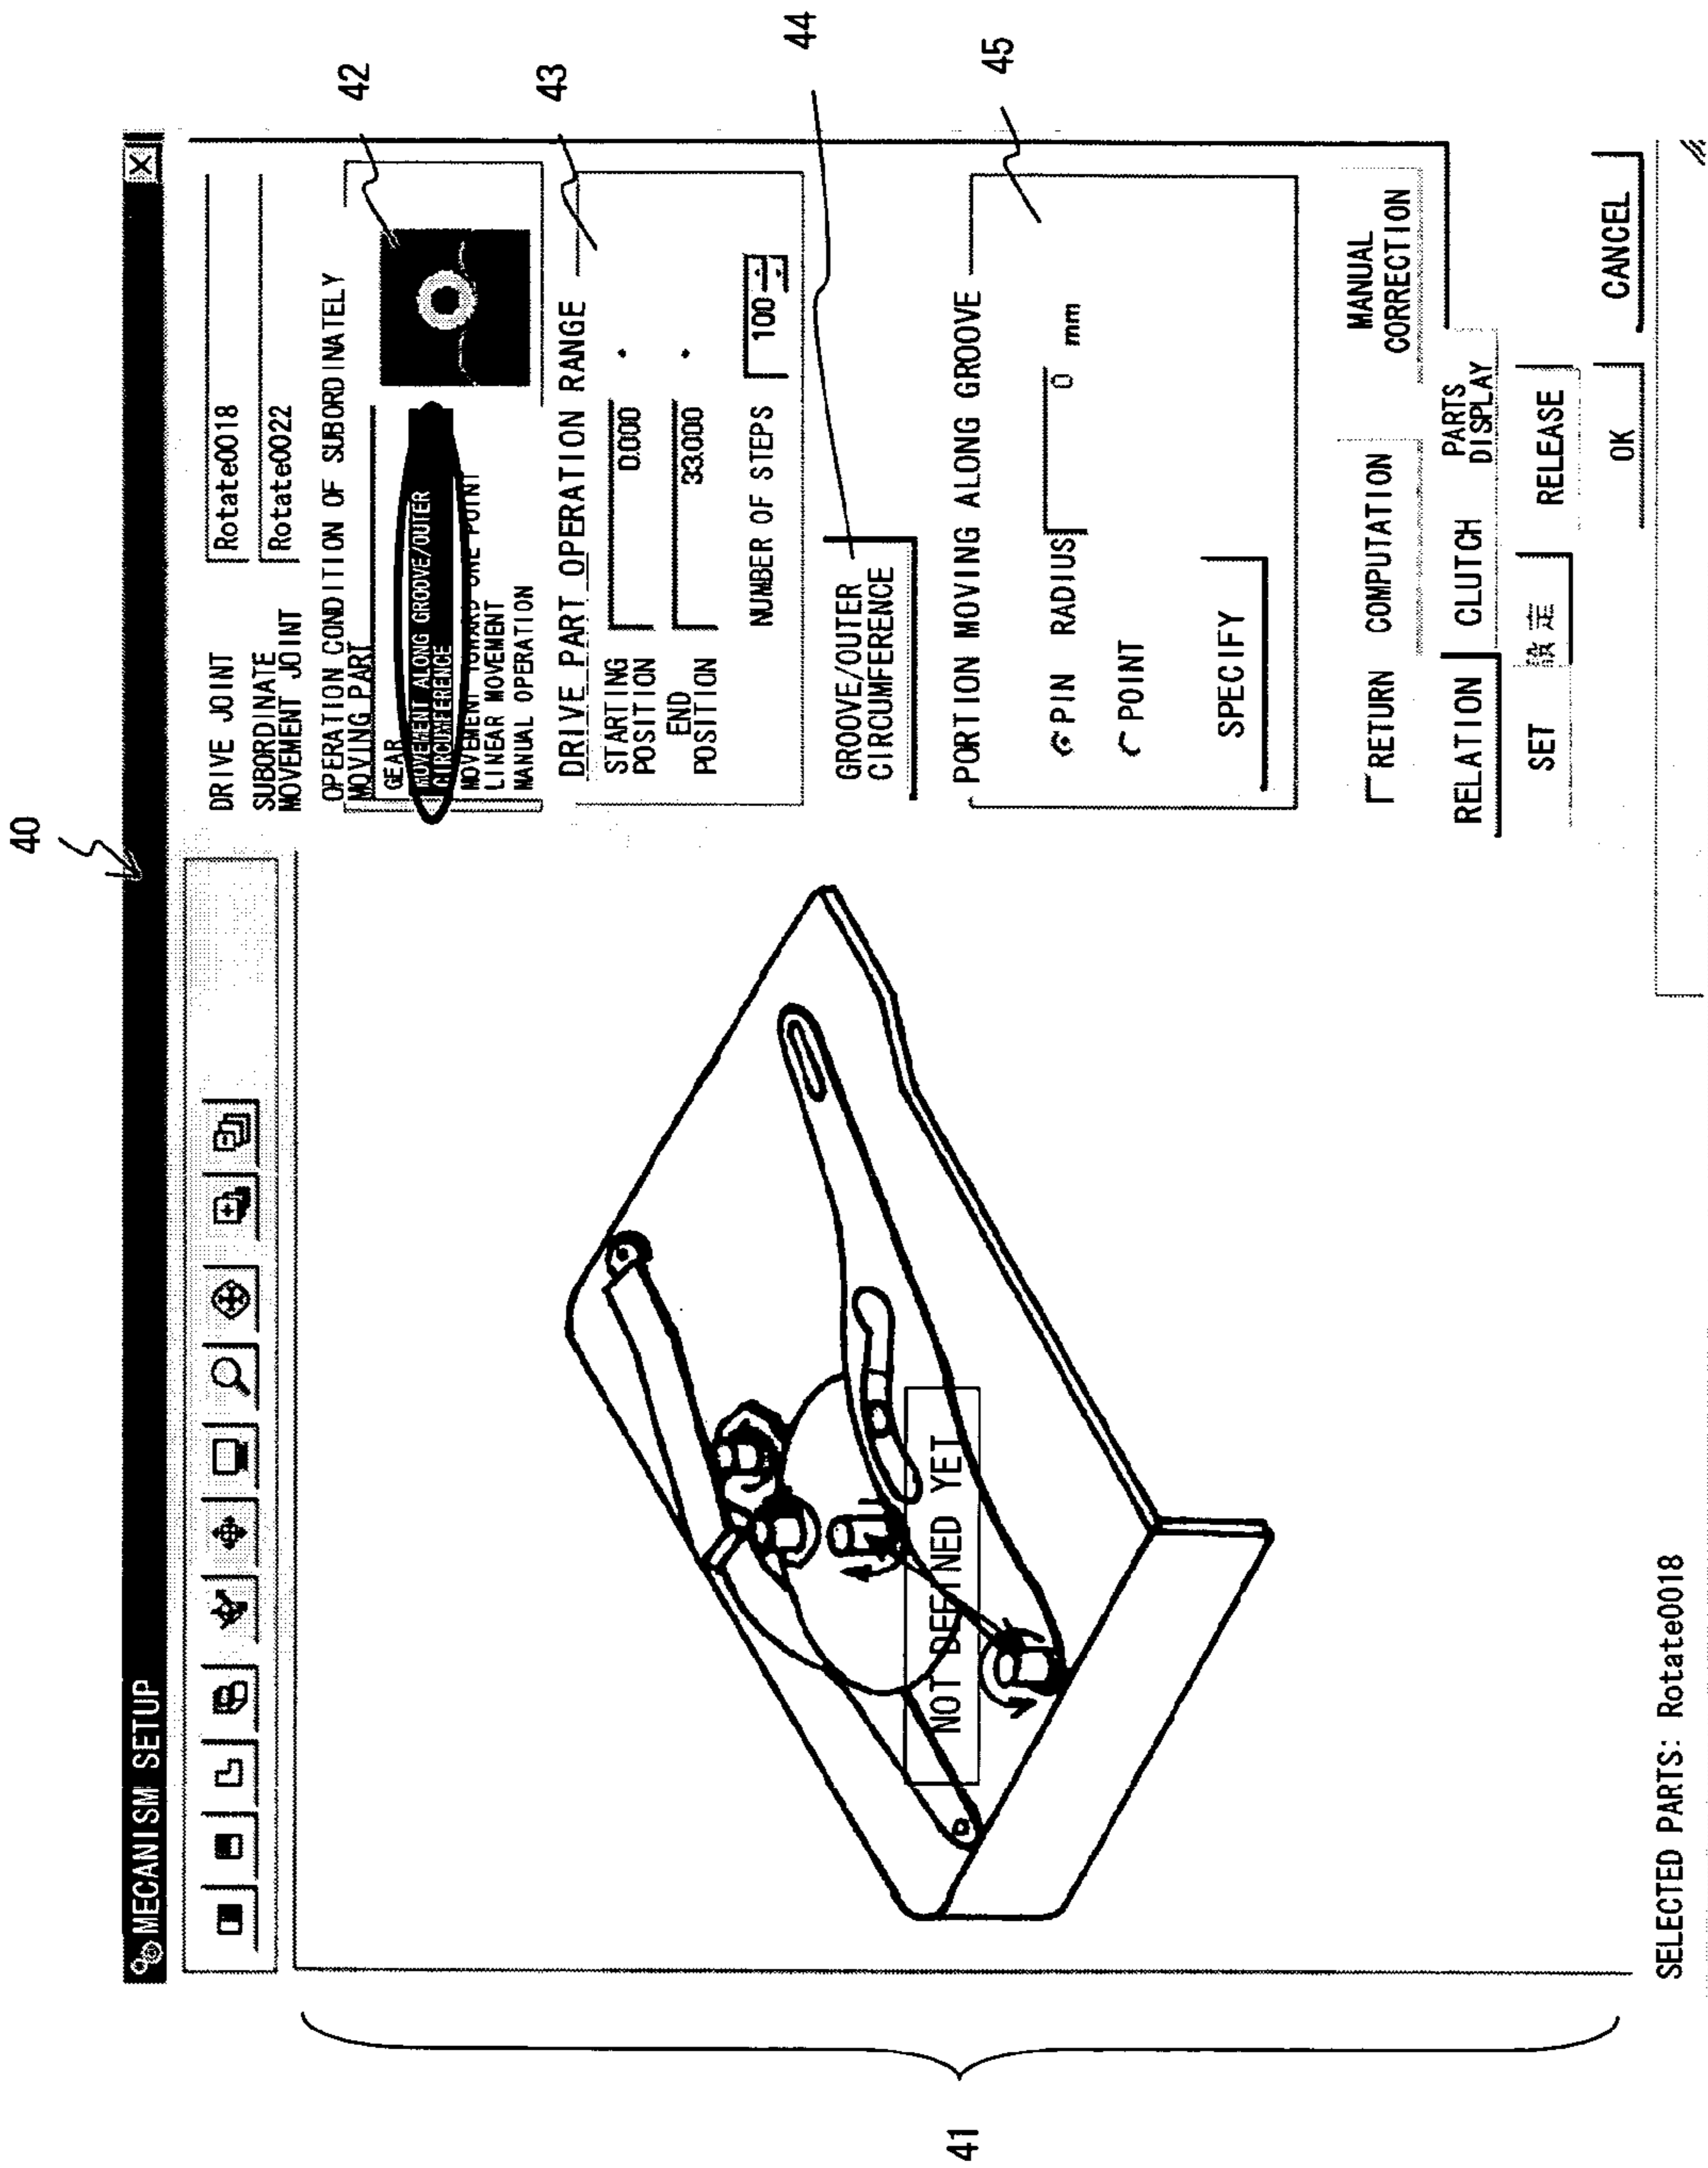 40
MECANISM SETUP
DRIVE JOINT
Rotate0018
SUBORDINATE
MOVEMENT JOINT
Rotate0022
OPERATION CONDITION OF SUBORDINATELY
MOVING PART
GEAR
MOVEMENT ALONG GROOVE/OUTER
CIRCUMFERENCE
MOVEMENT TOWARD ONE POINT
LINEAR MOVEMENT
MANUAL OPERATION
42
DRIVE PART OPERATION RANGE
43
STARTING
POSITION
0.000
END
POSITION
33.000
NUMBER OF STEPS
100
GROOVE/OUTER
CIRCUMFERENCE
44
PORTION MOVING ALONG GROOVE
45
PIN RADIUS 0 mm
POINT
SPECIFY
RETURN
COMPUTATION
MANUAL
CORRECTION
RELATION
CLUTCH
PARTS
DISPLAY
SET
設定
RELEASE
OK
CANCEL
NOT DEFINED YET
41
SELECTED PARTS: Rotate0018